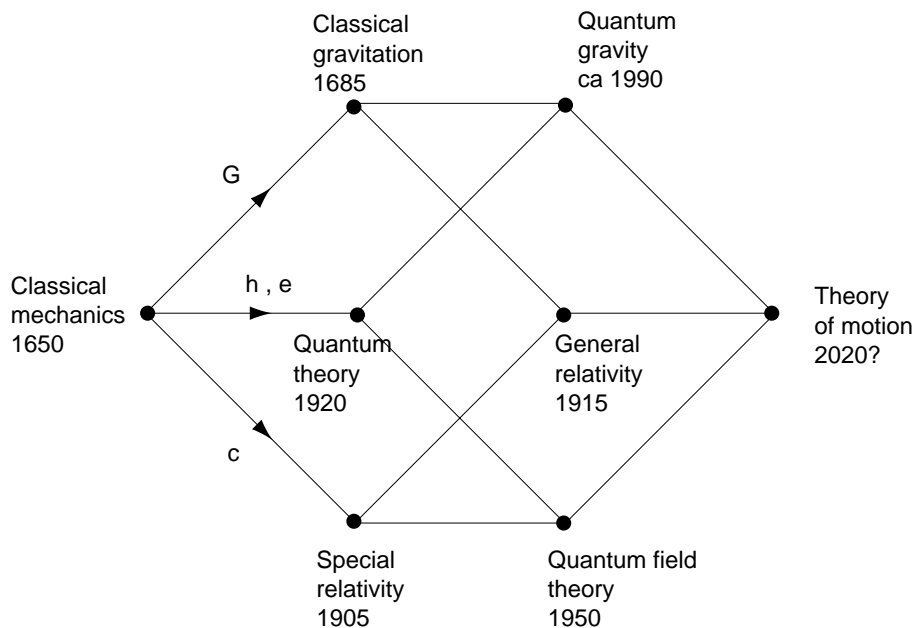 Classical
gravitation
1685
Quantum
gravity
ca 1990
G
Classical
mechanics
1650
h , e
Quantum
theory
1920
General
relativity
1915
Theory
of motion
2020?
c
Special
relativity
1905
Quantum field
theory
1950